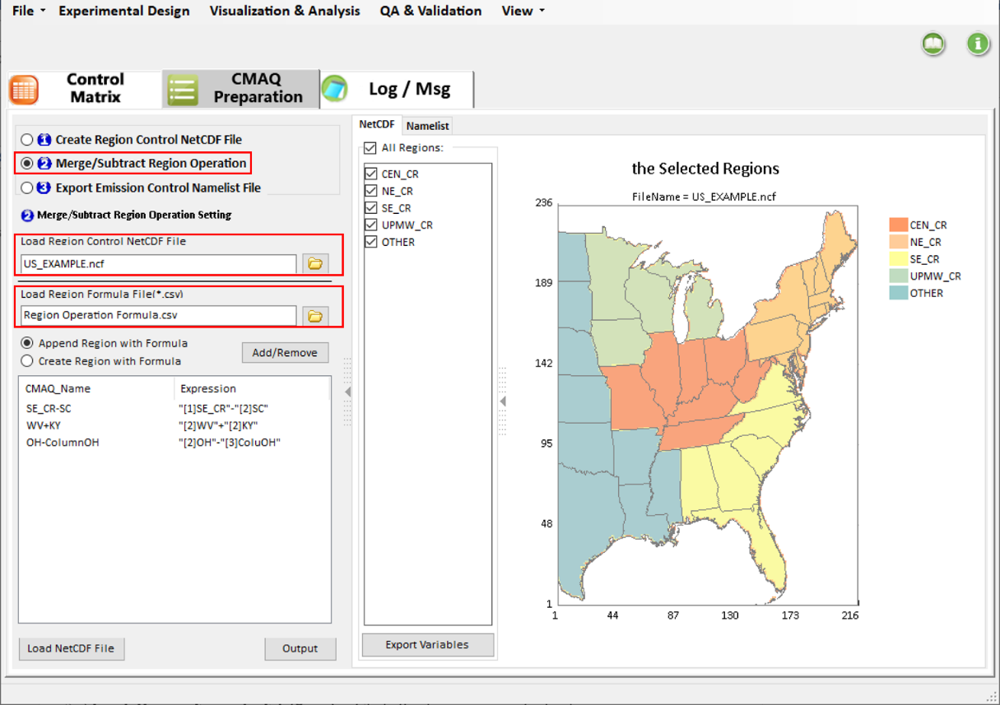 File Experimental Design Visualization & Analysis QA & Validation View
Control
Matrix
CMAQ
Preparation
Log / Msg
1 Create Region Control NetCDF File
2 Merge/Subtract Region Operation
3 Export Emission Control Namelist File
2 Merge/Subtract Region Operation Setting
Load Region Control NetCDF File
US_EXAMPLE.ncf
Load Region Formula File(*.csv)
Region Operation Formula.csv
Append Region with Formula
Create Region with Formula
Add/Remove
CMAQ_Name Expression
SE_CR-SC "[1]SE_CR"-"[2]SC"
WV+KY "[2]WV"+"[2]KY"
OH-ColumnOH "[2]OH"-"[3]ColuOH"
Load NetCDF File Output
NetCDF Namelist
All Regions:
CEN_CR
NE_CR
SE_CR
UPMW_CR
OTHER
Export Variables
the Selected Regions
FileName = US_EXAMPLE.ncf
236
189
142
95
48
1
1 44 87 130 173 216
CEN_CR
NE_CR
SE_CR
UPMW_CR
OTHER